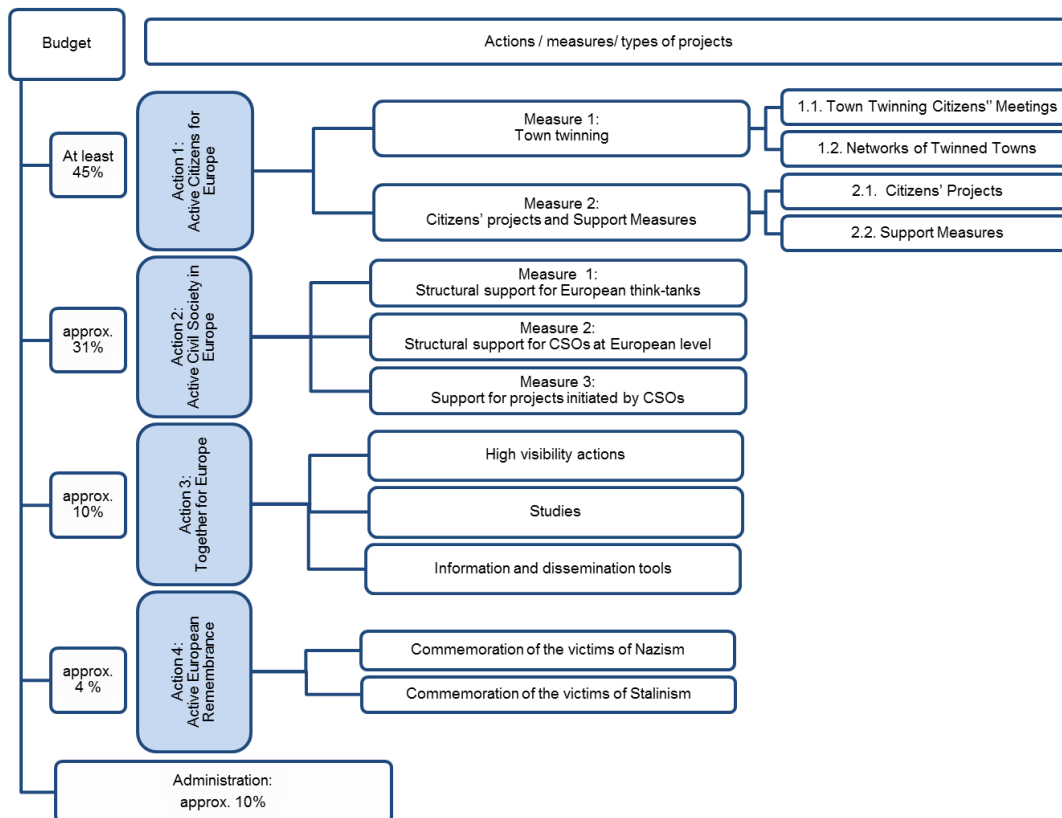 Budget
Actions / measures/ types of projects
At least
45%
Action 1:
Active Citizens for
Europe
Measure 1:
Town twinning
1.1. Town Twinning Citizens'' Meetings
1.2. Networks of Twinned Towns
Measure 2:
Citizens' projects and Support Measures
2.1. Citizens' Projects
2.2. Support Measures
approx.
31%
Action 2:
Active Civil Society in
Europe
Measure 1:
Structural support for European think-tanks
Measure 2:
Structural support for CSOs at European level
Measure 3:
Support for projects initiated by CSOs
approx.
10%
Action 3:
Together for Europe
High visibility actions
Studies
Information and dissemination tools
approx.
4 %
Action 4:
Active European
Remembrance
Commemoration of the victims of Nazism
Commemoration of the victims of Stalinism
Administration:
approx. 10%